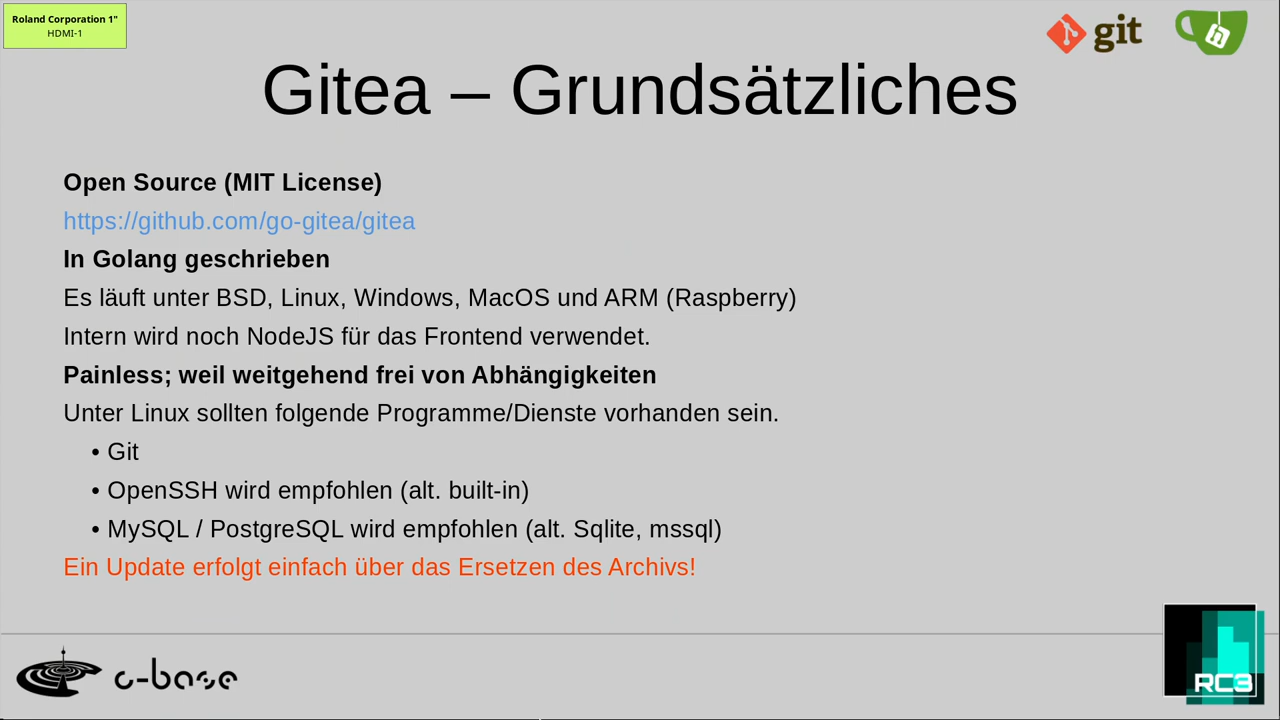 Roland Corporation 1"
HDMI-1
git
Gitea – Grundsätzliches
Open Source (MIT License)
https://github.com/go-gitea/gitea
In Golang geschrieben
Es läuft unter BSD, Linux, Windows, MacOS und ARM (Raspberry)
Intern wird noch NodeJS für das Frontend verwendet.
Painless; weil weitgehend frei von Abhängigkeiten
Unter Linux sollten folgende Programme/Dienste vorhanden sein.
• Git
• OpenSSH wird empfohlen (alt. built-in)
• MySQL / PostgreSQL wird empfohlen (alt. Sqlite, mssql)
Ein Update erfolgt einfach über das Ersetzen des Archivs!
c-base
RC3